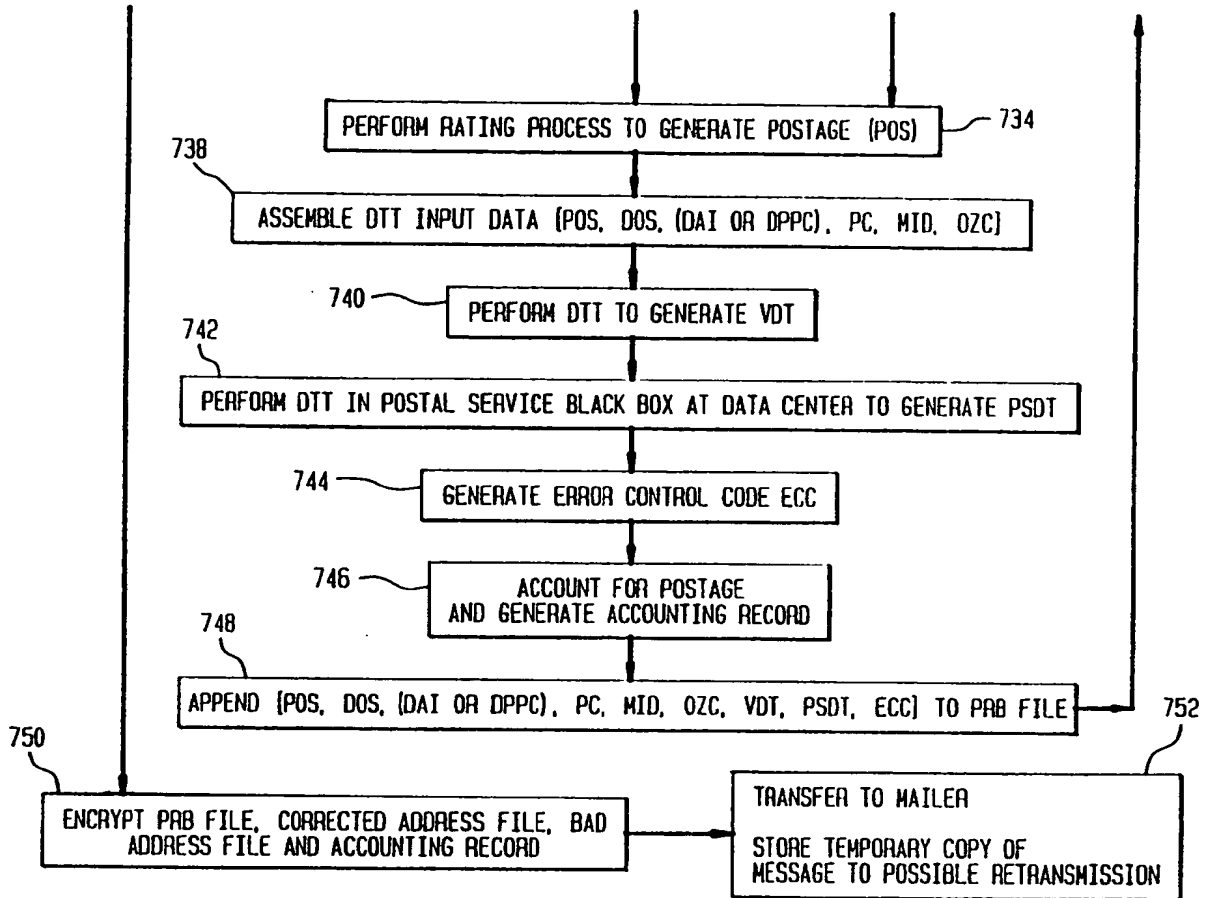 PERFORM RATING PROCESS TO GENERATE POSTAGE (POS)
734
738
ASSEMBLE DTT INPUT DATA [POS, DOS, (DAI OR DPPC), PC, MID, OZC]
740
PERFORM DTT TO GENERATE VDT
742
PERFORM DTT IN POSTAL SERVICE BLACK BOX AT DATA CENTER TO GENERATE PSDT
744
GENERATE ERROR CONTROL CODE ECC
746
ACCOUNT FOR POSTAGE
AND GENERATE ACCOUNTING RECORD
748
APPEND [POS, DOS, (DAI OR DPPC), PC, MID, OZC, VDT, PSDT, ECC] TO PRB FILE
750
ENCRYPT PRB FILE, CORRECTED ADDRESS FILE, BAD
ADDRESS FILE AND ACCOUNTING RECORD
752
TRANSFER TO MAILER
STORE TEMPORARY COPY OF
MESSAGE TO POSSIBLE RETRANSMISSION